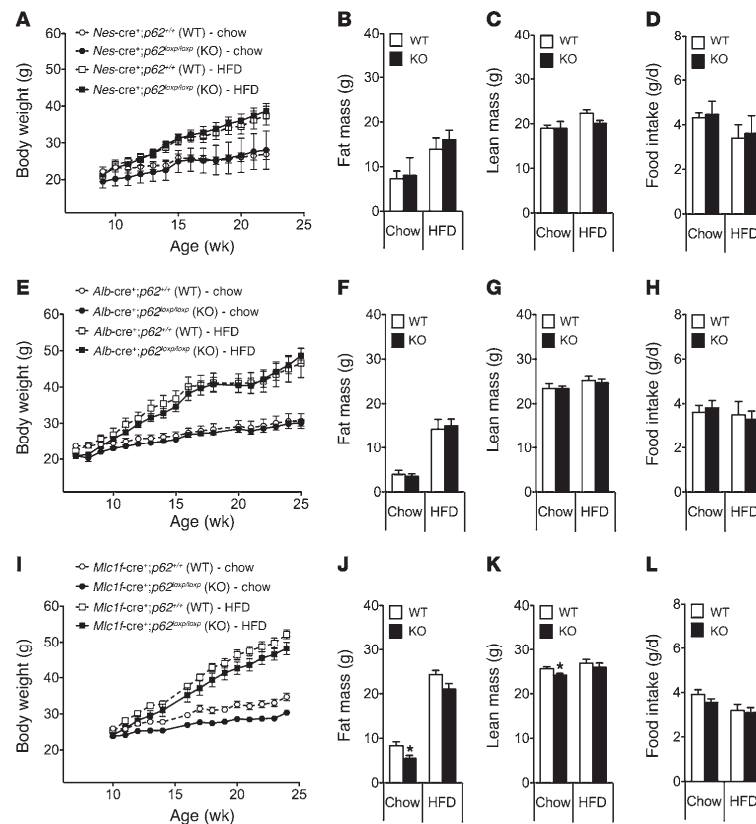 A
Nes-cre⁺;p62⁺/⁺ (WT) - chow
Nes-cre⁺;p62ˡᵒˣᵖ/ˡᵒˣᵖ (KO) - chow
Nes-cre⁺;p62⁺/⁺ (WT) - HFD
Nes-cre⁺;p62ˡᵒˣᵖ/ˡᵒˣᵖ (KO) - HFD
Body weight (g)
60
50
40
30
20
10 15 20 25
Age (wk)
B
WT
KO
Fat mass (g)
40
30
20
10
0
Chow HFD
C
WT
KO
Lean mass (g)
40
30
20
10
0
Chow HFD
D
WT
KO
Food intake (g/d)
8
6
4
2
0
Chow HFD
E
Alb-cre⁺;p62⁺/⁺ (WT) - chow
Alb-cre⁺;p62ˡᵒˣᵖ/ˡᵒˣᵖ (KO) - chow
Alb-cre⁺;p62⁺/⁺ (WT) - HFD
Alb-cre⁺;p62ˡᵒˣᵖ/ˡᵒˣᵖ (KO) - HFD
Body weight (g)
60
50
40
30
20
10 15 20 25
Age (wk)
F
WT
KO
Fat mass (g)
40
30
20
10
0
Chow HFD
G
WT
KO
Lean mass (g)
40
30
20
10
0
Chow HFD
H
WT
KO
Food intake (g/d)
8
6
4
2
0
Chow HFD
I
Mlc1f-cre⁺;p62⁺/⁺ (WT) - chow
Mlc1f-cre⁺;p62ˡᵒˣᵖ/ˡᵒˣᵖ (KO) - chow
Mlc1f-cre⁺;p62⁺/⁺ (WT) - HFD
Mlc1f-cre⁺;p62ˡᵒˣᵖ/ˡᵒˣᵖ (KO) - HFD
Body weight (g)
60
50
40
30
20
10 15 20 25
Age (wk)
J
WT
KO
Fat mass (g)
40
30
20
10
0
*
Chow HFD
K
WT
KO
Lean mass (g)
40
30
20
10
0
*
Chow HFD
L
WT
KO
Food intake (g/d)
8
6
4
2
0
Chow HFD